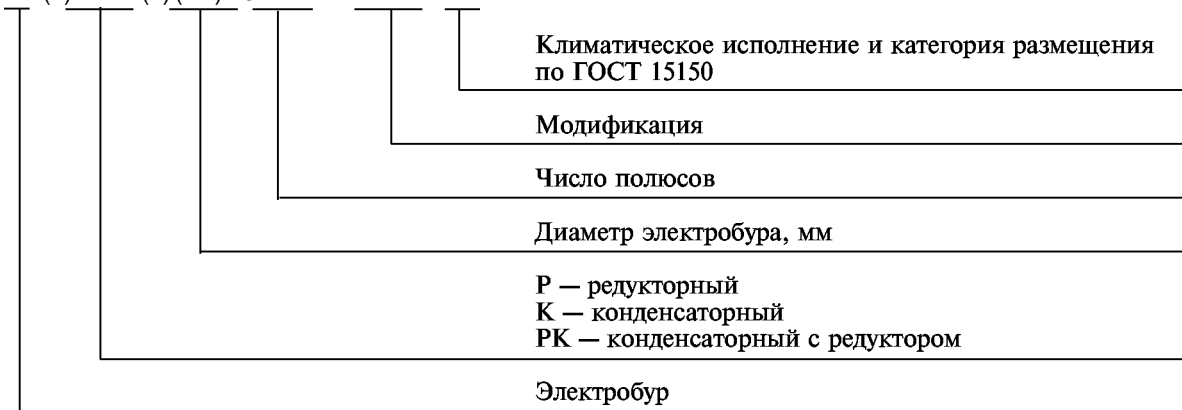 Климатическое исполнение и категория размещения
по ГОСТ 15150
Модификация
Число полюсов
Диаметр электробура, мм
Р — редукторный
К — конденсаторный
РК — конденсаторный с редуктором
Электробур